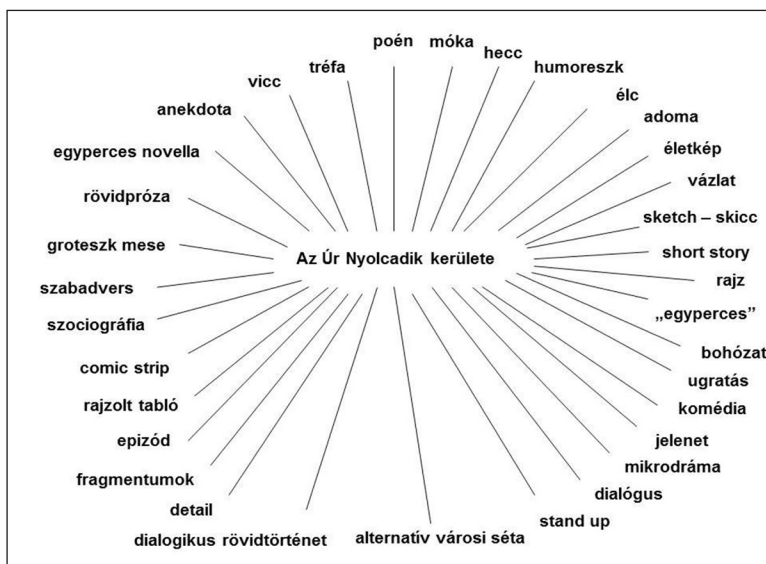 poén
móka
hecc
humoreszk
élc
adoma
életkép
vázlat
sketch – skicc
short story
rajz
„egyperces”
bohózat
ugratás
komédia
jelenet
mikrodráma
dialógus
stand up
alternatív városi séta
dialogikus rövidtörténet
detail
fragmentumok
epizód
rajzolt tabló
comic strip
szociográfia
szabadvers
groteszk mese
rövidpróza
egyperces novella
anekdota
vicc
tréfa
Az Úr Nyolcadik kerülete